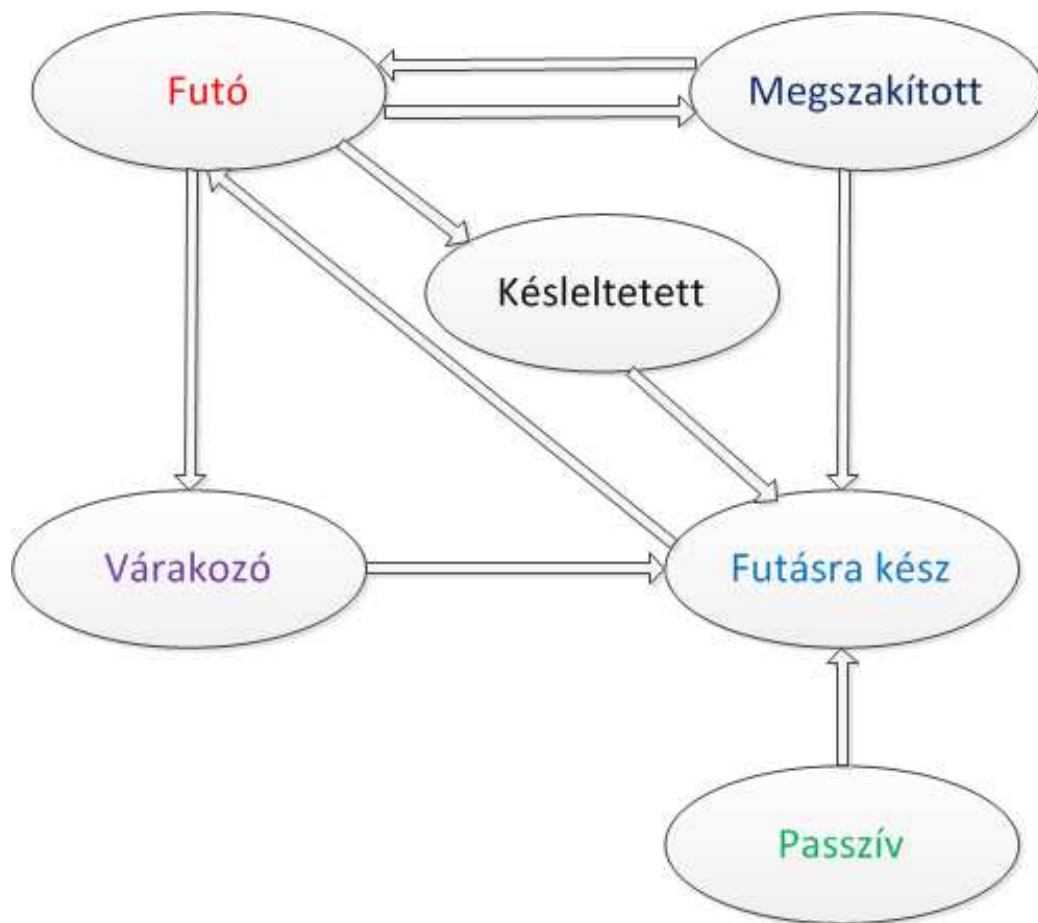 Futó
Megszakított
Késleltetett
Várakozó
Futásra kész
Passzív